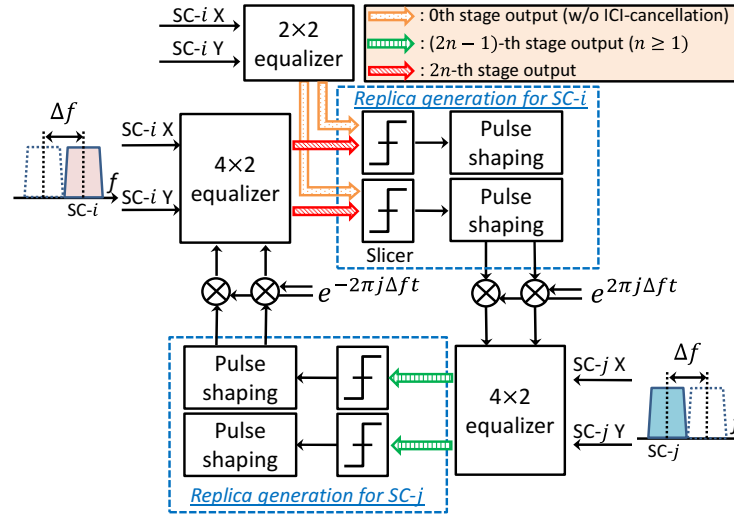 SC-i X
SC-i Y
2×2
equalizer
: 0th stage output (w/o ICI-cancellation)
: (2n − 1)-th stage output (n ≥ 1)
: 2n-th stage output
Replica generation for SC-i
Δf
f
SC-i
SC-i X
SC-i Y
4×2
equalizer
Pulse
shaping
Pulse
shaping
Slicer
e^{−2πjΔft}
e^{2πjΔft}
Pulse
shaping
Pulse
shaping
4×2
equalizer
SC-j X
SC-j Y
Δf
SC-j
Replica generation for SC-j